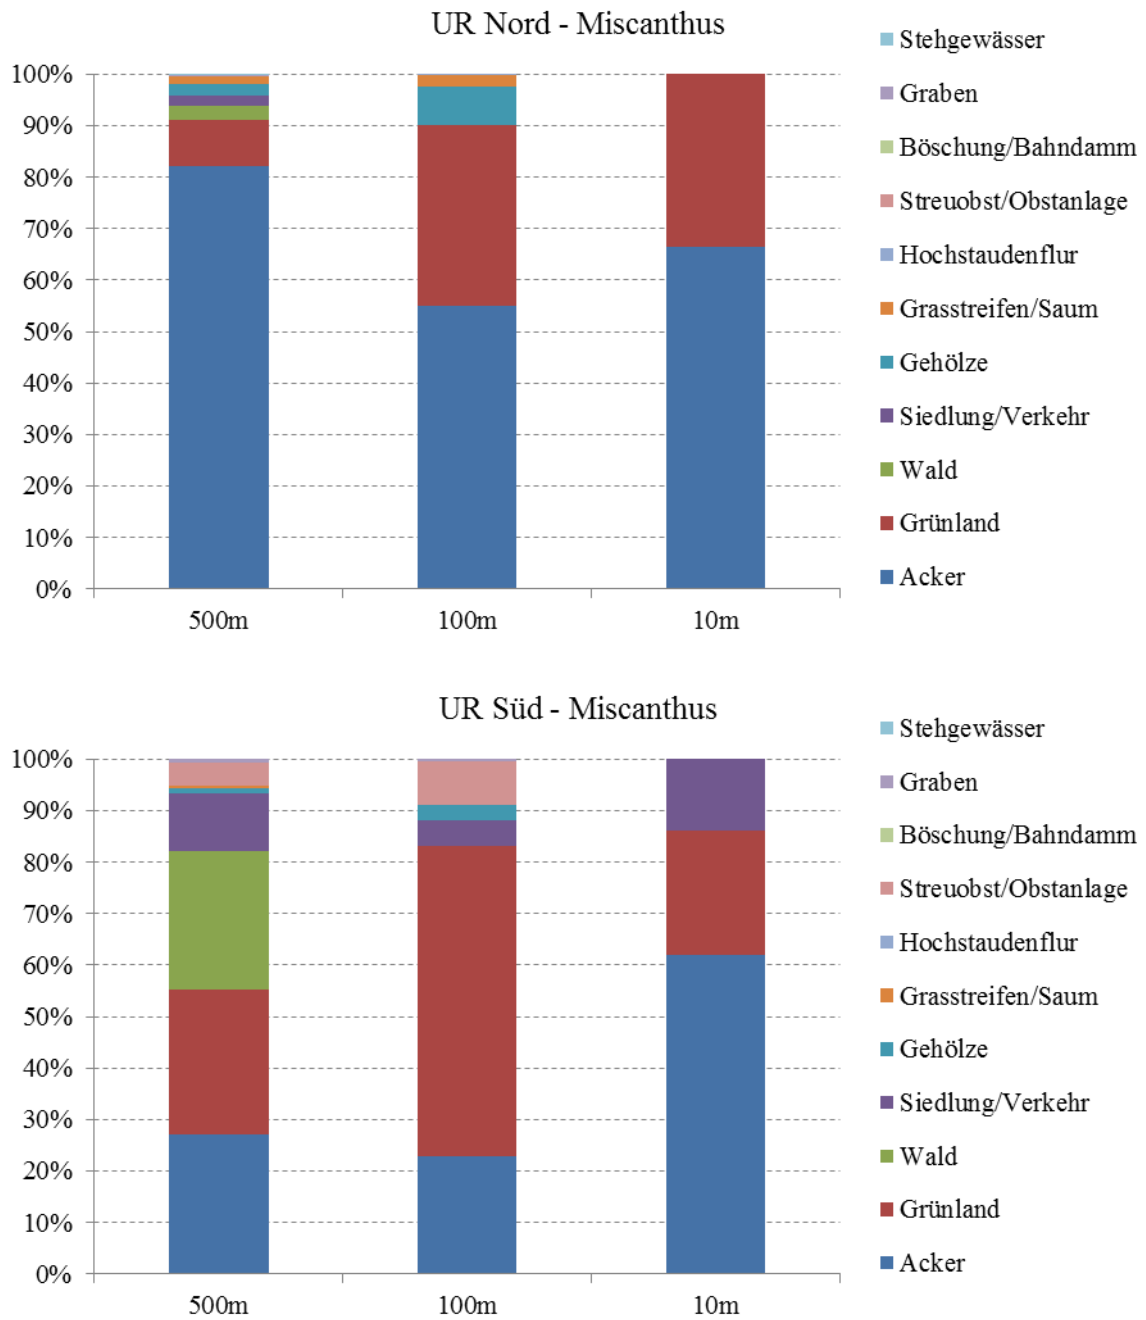 UR Nord - Miscanthus
100%
90%
80%
70%
60%
50%
40%
30%
20%
10%
0%
500m 100m 10m
Stehgewässer
Graben
Böschung/Bahndamm
Streuobst/Obstanlage
Hochstaudenflur
Grasstreifen/Saum
Gehölze
Siedlung/Verkehr
Wald
Grünland
Acker
UR Süd - Miscanthus
100%
90%
80%
70%
60%
50%
40%
30%
20%
10%
0%
500m 100m 10m
Stehgewässer
Graben
Böschung/Bahndamm
Streuobst/Obstanlage
Hochstaudenflur
Grasstreifen/Saum
Gehölze
Siedlung/Verkehr
Wald
Grünland
Acker